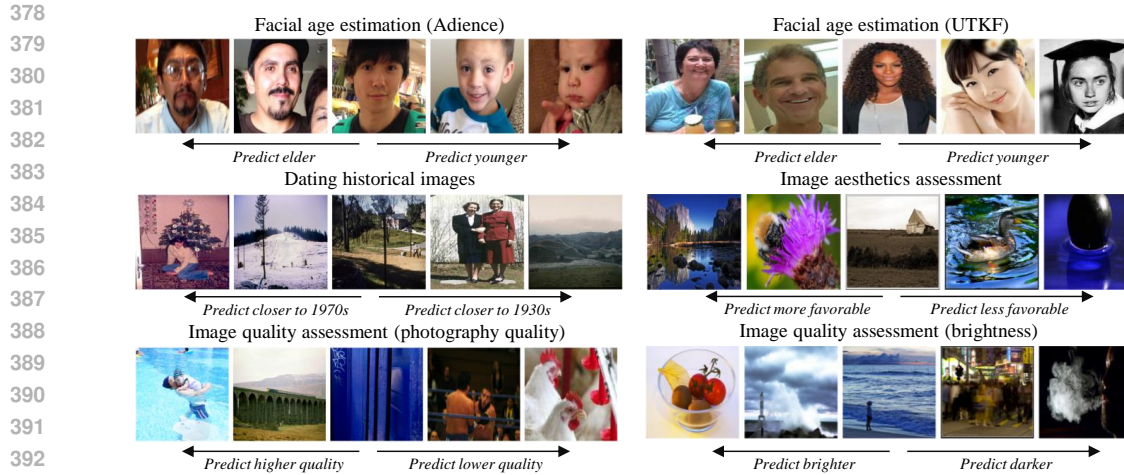 378
379
380
381
382
383
384
385
386
387
388
389
390
391
392
Facial age estimation (Adience)
Predict elder
Predict younger
Facial age estimation (UTKF)
Predict elder
Predict younger
Dating historical images
Predict closer to 1970s
Predict closer to 1930s
Image aesthetics assessment
Predict more favorable
Predict less favorable
Image quality assessment (photography quality)
Predict higher quality
Predict lower quality
Image quality assessment (brightness)
Predict brighter
Predict darker